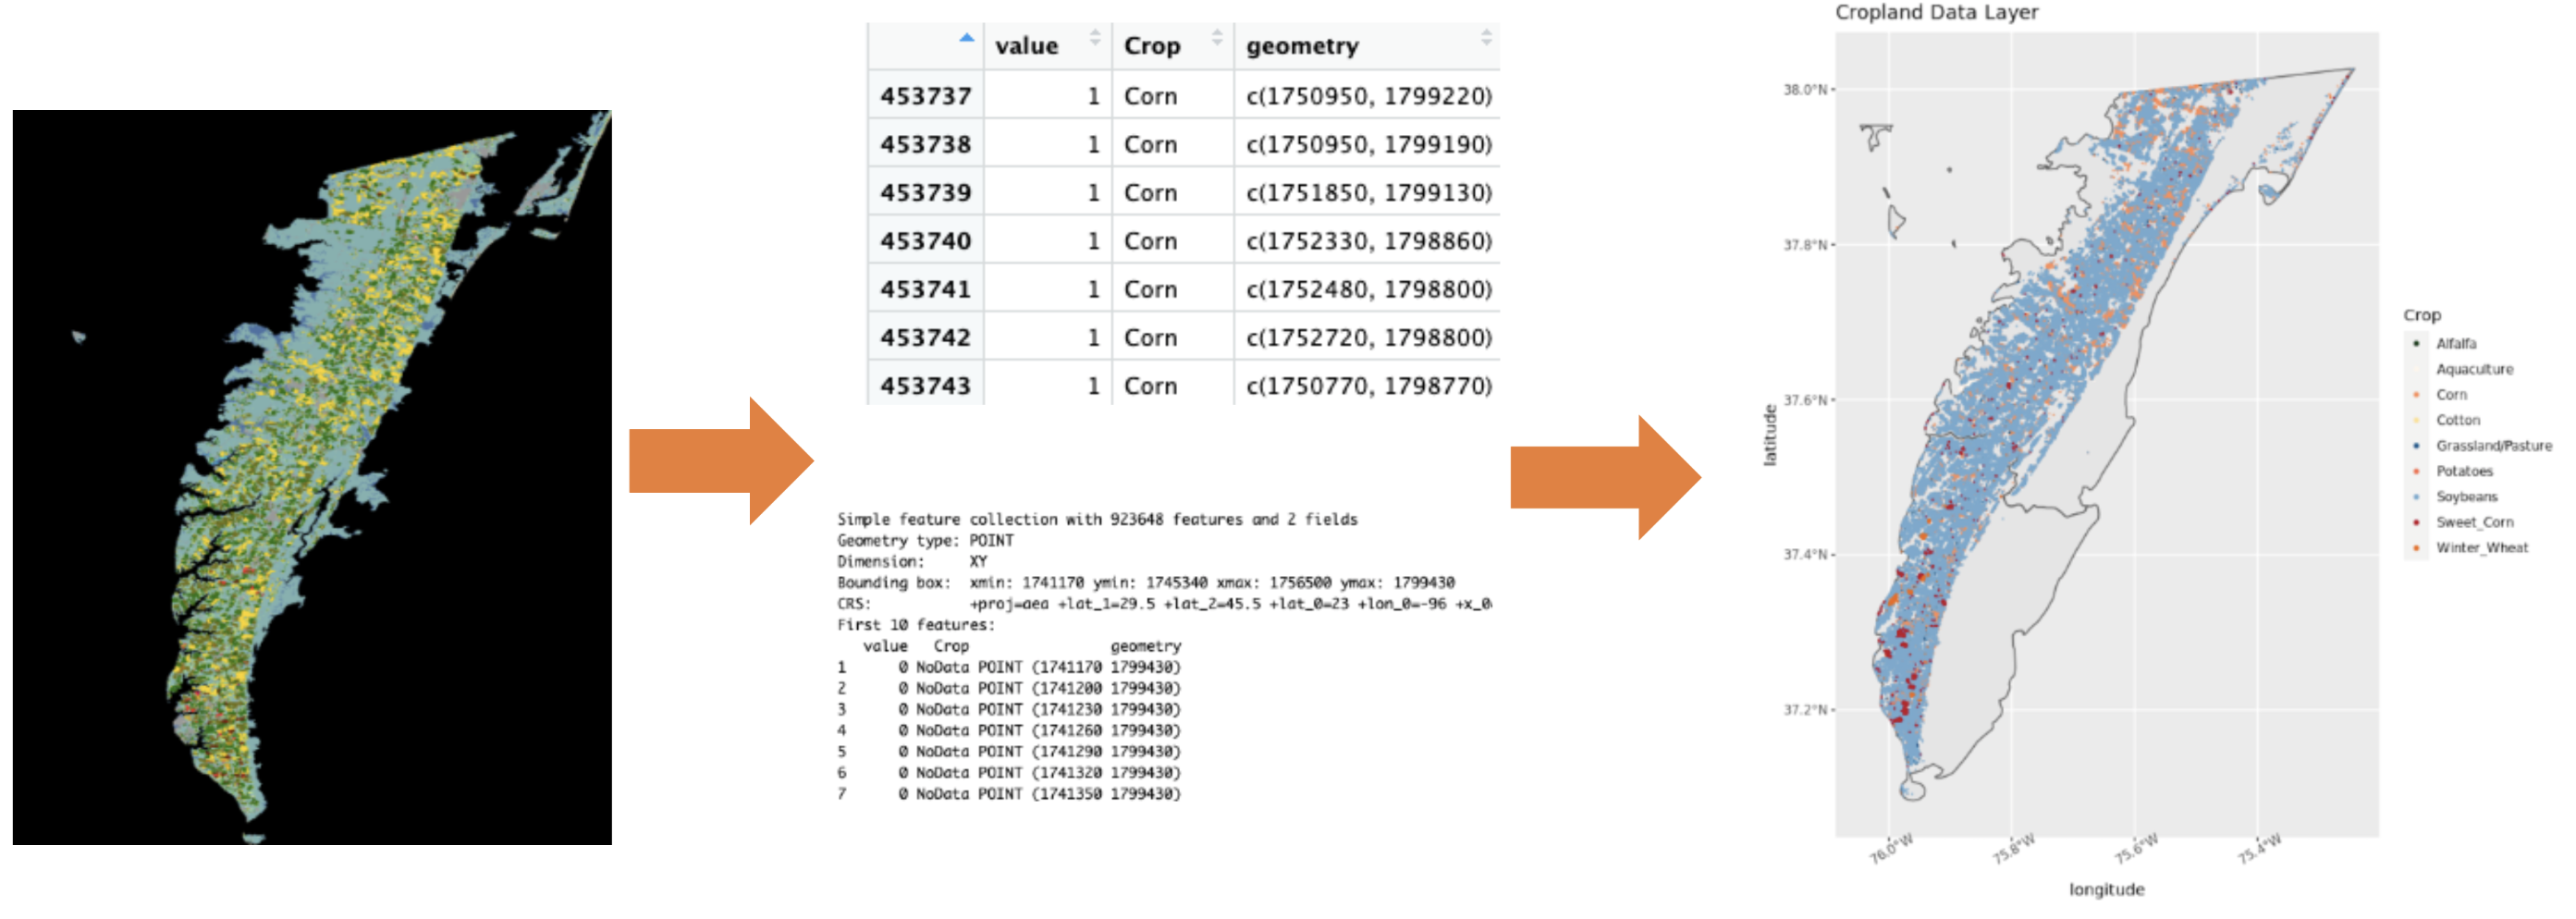 value Crop geometry
453737 1 Corn c(1750950, 1799220)
453738 1 Corn c(1750950, 1799190)
453739 1 Corn c(1751850, 1799130)
453740 1 Corn c(1752330, 1798860)
453741 1 Corn c(1752480, 1798800)
453742 1 Corn c(1752720, 1798800)
453743 1 Corn c(1750770, 1798770)
Simple feature collection with 923648 features and 2 fields
Geometry type: POINT
Dimension: XY
Bounding box: xmin: 1741170 ymin: 1745340 xmax: 1756500 ymax: 1799430
CRS: +proj=aea +lat_1=29.5 +lat_2=45.5 +lat_0=23 +lon_0=-96 +x_0
First 10 features:
value Crop geometry
1 0 NoData POINT (1741170 1799430)
2 0 NoData POINT (1741200 1799430)
3 0 NoData POINT (1741230 1799430)
4 0 NoData POINT (1741260 1799430)
5 0 NoData POINT (1741290 1799430)
6 0 NoData POINT (1741320 1799430)
7 0 NoData POINT (1741350 1799430)
Cropland Data Layer
38.0°N
37.8°N
37.6°N
37.4°N
37.2°N
latitude
76.0°W 75.8°W 75.6°W 75.4°W
longitude
Crop
Alfalfa
Aquaculture
Corn
Cotton
Grassland/Pasture
Potatoes
Soybeans
Sweet_Corn
Winter_Wheat